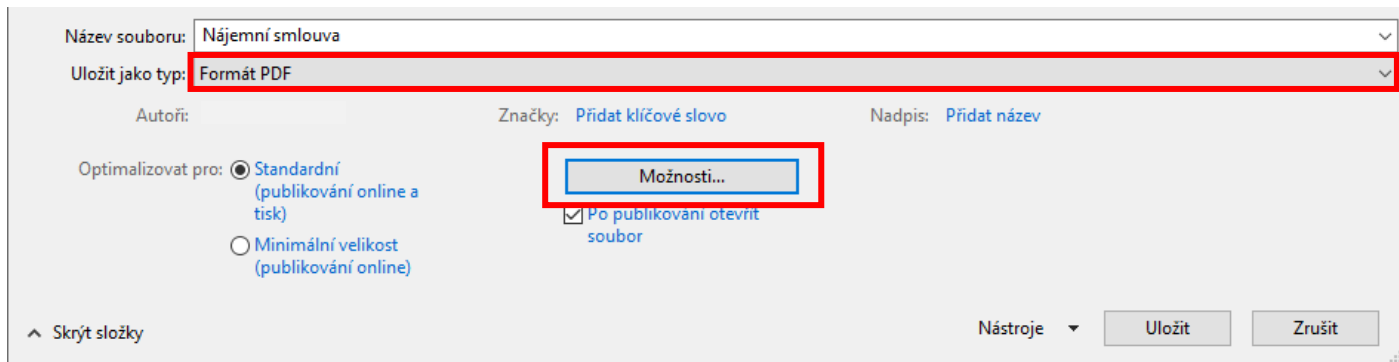 Název souboru: Nájemní smlouva
Uložit jako typ: Formát PDF
Autoři: Značky: Přidat klíčové slovo Nadpis: Přidat název
Optimalizovat pro: Standardní
(publikování online a
tisk)
Minimální velikost
(publikování online)
Možnosti...
Po publikování otevřít
soubor
Skrýt složky Nástroje Uložit Zrušit